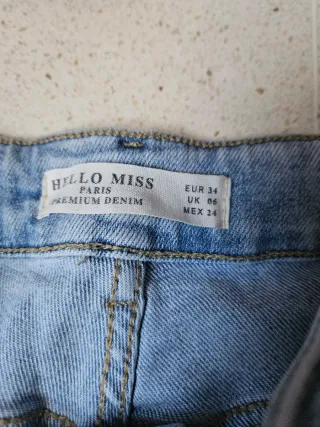 HELLO MISS
PARIS
PREMIUM DENIM
EUR 34
UK 06
MEX 24